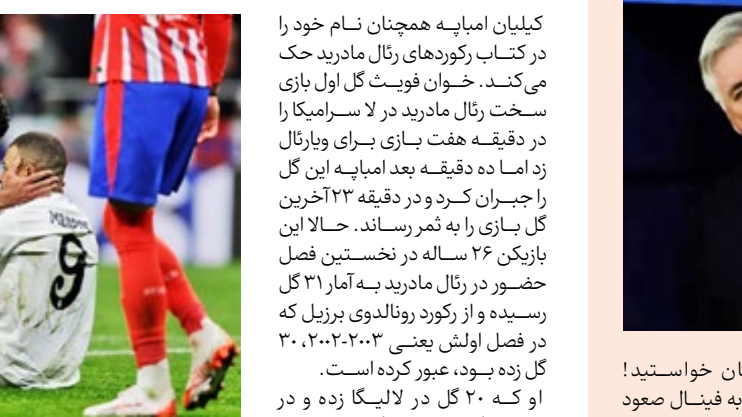 کیلیان امباپـه همچنان نـام خود را
در کتـاب رکوردهای رئال مادرید حک
می‌کنـد. خـوان فویـث گل اول بازی
سـخت رئال مادرید در لا سـرامیکا را
در دقیقـه هفت بـازی بـرای ویارئال
زد امـا ده دقیقـه بعد امباپـه این گل
را جبـران کـرد و در دقیقه ۲۳ آخرین
گل بـازی را به ثمر رسـاند. حـالا این
بازیکن ۲۶ سـاله در نخسـتین فصل
حضـور در رئال مادرید بـه آمار ۳۱ گل
رسـیده و از رکورد رونالدوی برزیل که
در فصل اولش یعنـی ۲۰۰۳-۲۰۰۲، ۳۰
گل زده بـود، عبور کرده اسـت.
او کـه ۲۰ گل در لالیـگا زده و در
9
ان خواسـتید!
به فینـال صعود